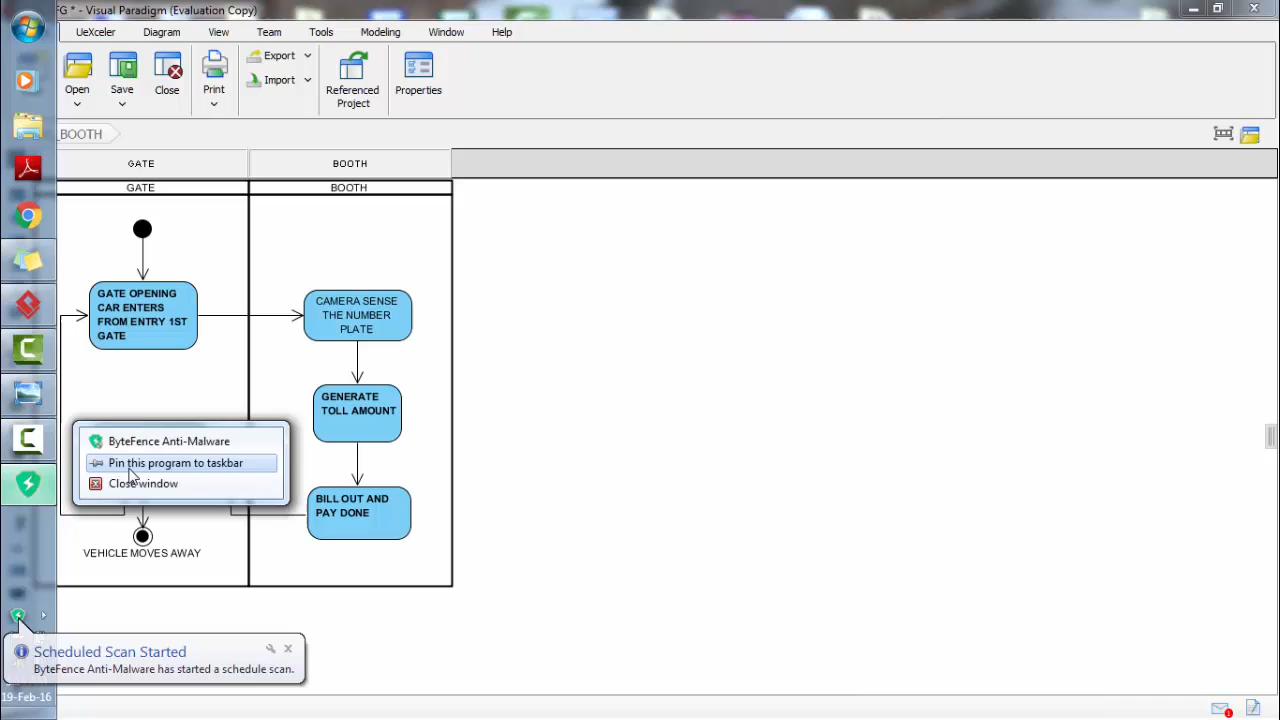 FG * - Visual Paradigm (Evaluation Copy)
UeXceler Diagram View Team Tools Modeling Window Help
Open Save Close Print Export Import Referenced Project Properties
_BOOTH
GATE BOOTH
GATE BOOTH
GATE OPENING
CAR ENTERS
FROM ENTRY 1ST
GATE
CAMERA SENSE
THE NUMBER
PLATE
GENERATE
TOLL AMOUNT
ByteFence Anti-Malware
Pin this program to taskbar
Close window
BILL OUT AND
PAY DONE
VEHICLE MOVES AWAY
Scheduled Scan Started
ByteFence Anti-Malware has started a schedule scan.
19-Feb-16